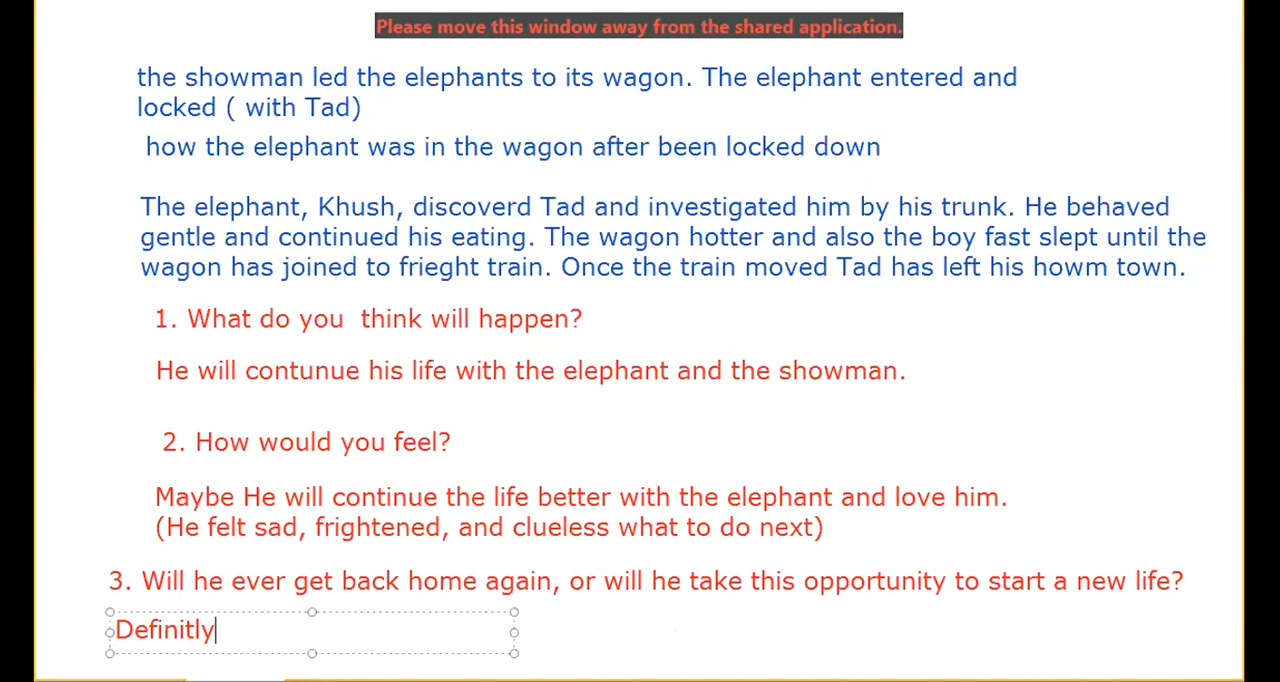 Please move this window away from the shared application.
the showman led the elephants to its wagon. The elephant entered and
locked ( with Tad)
how the elephant was in the wagon after been locked down
The elephant, Khush, discoverd Tad and investigated him by his trunk. He behaved
gentle and continued his eating. The wagon hotter and also the boy fast slept until the
wagon has joined to frieght train. Once the train moved Tad has left his howm town.
1. What do you think will happen?
He will contunue his life with the elephant and the showman.
2. How would you feel?
Maybe He will continue the life better with the elephant and love him.
(He felt sad, frightened, and clueless what to do next)
3. Will he ever get back home again, or will he take this opportunity to start a new life?
Definitly